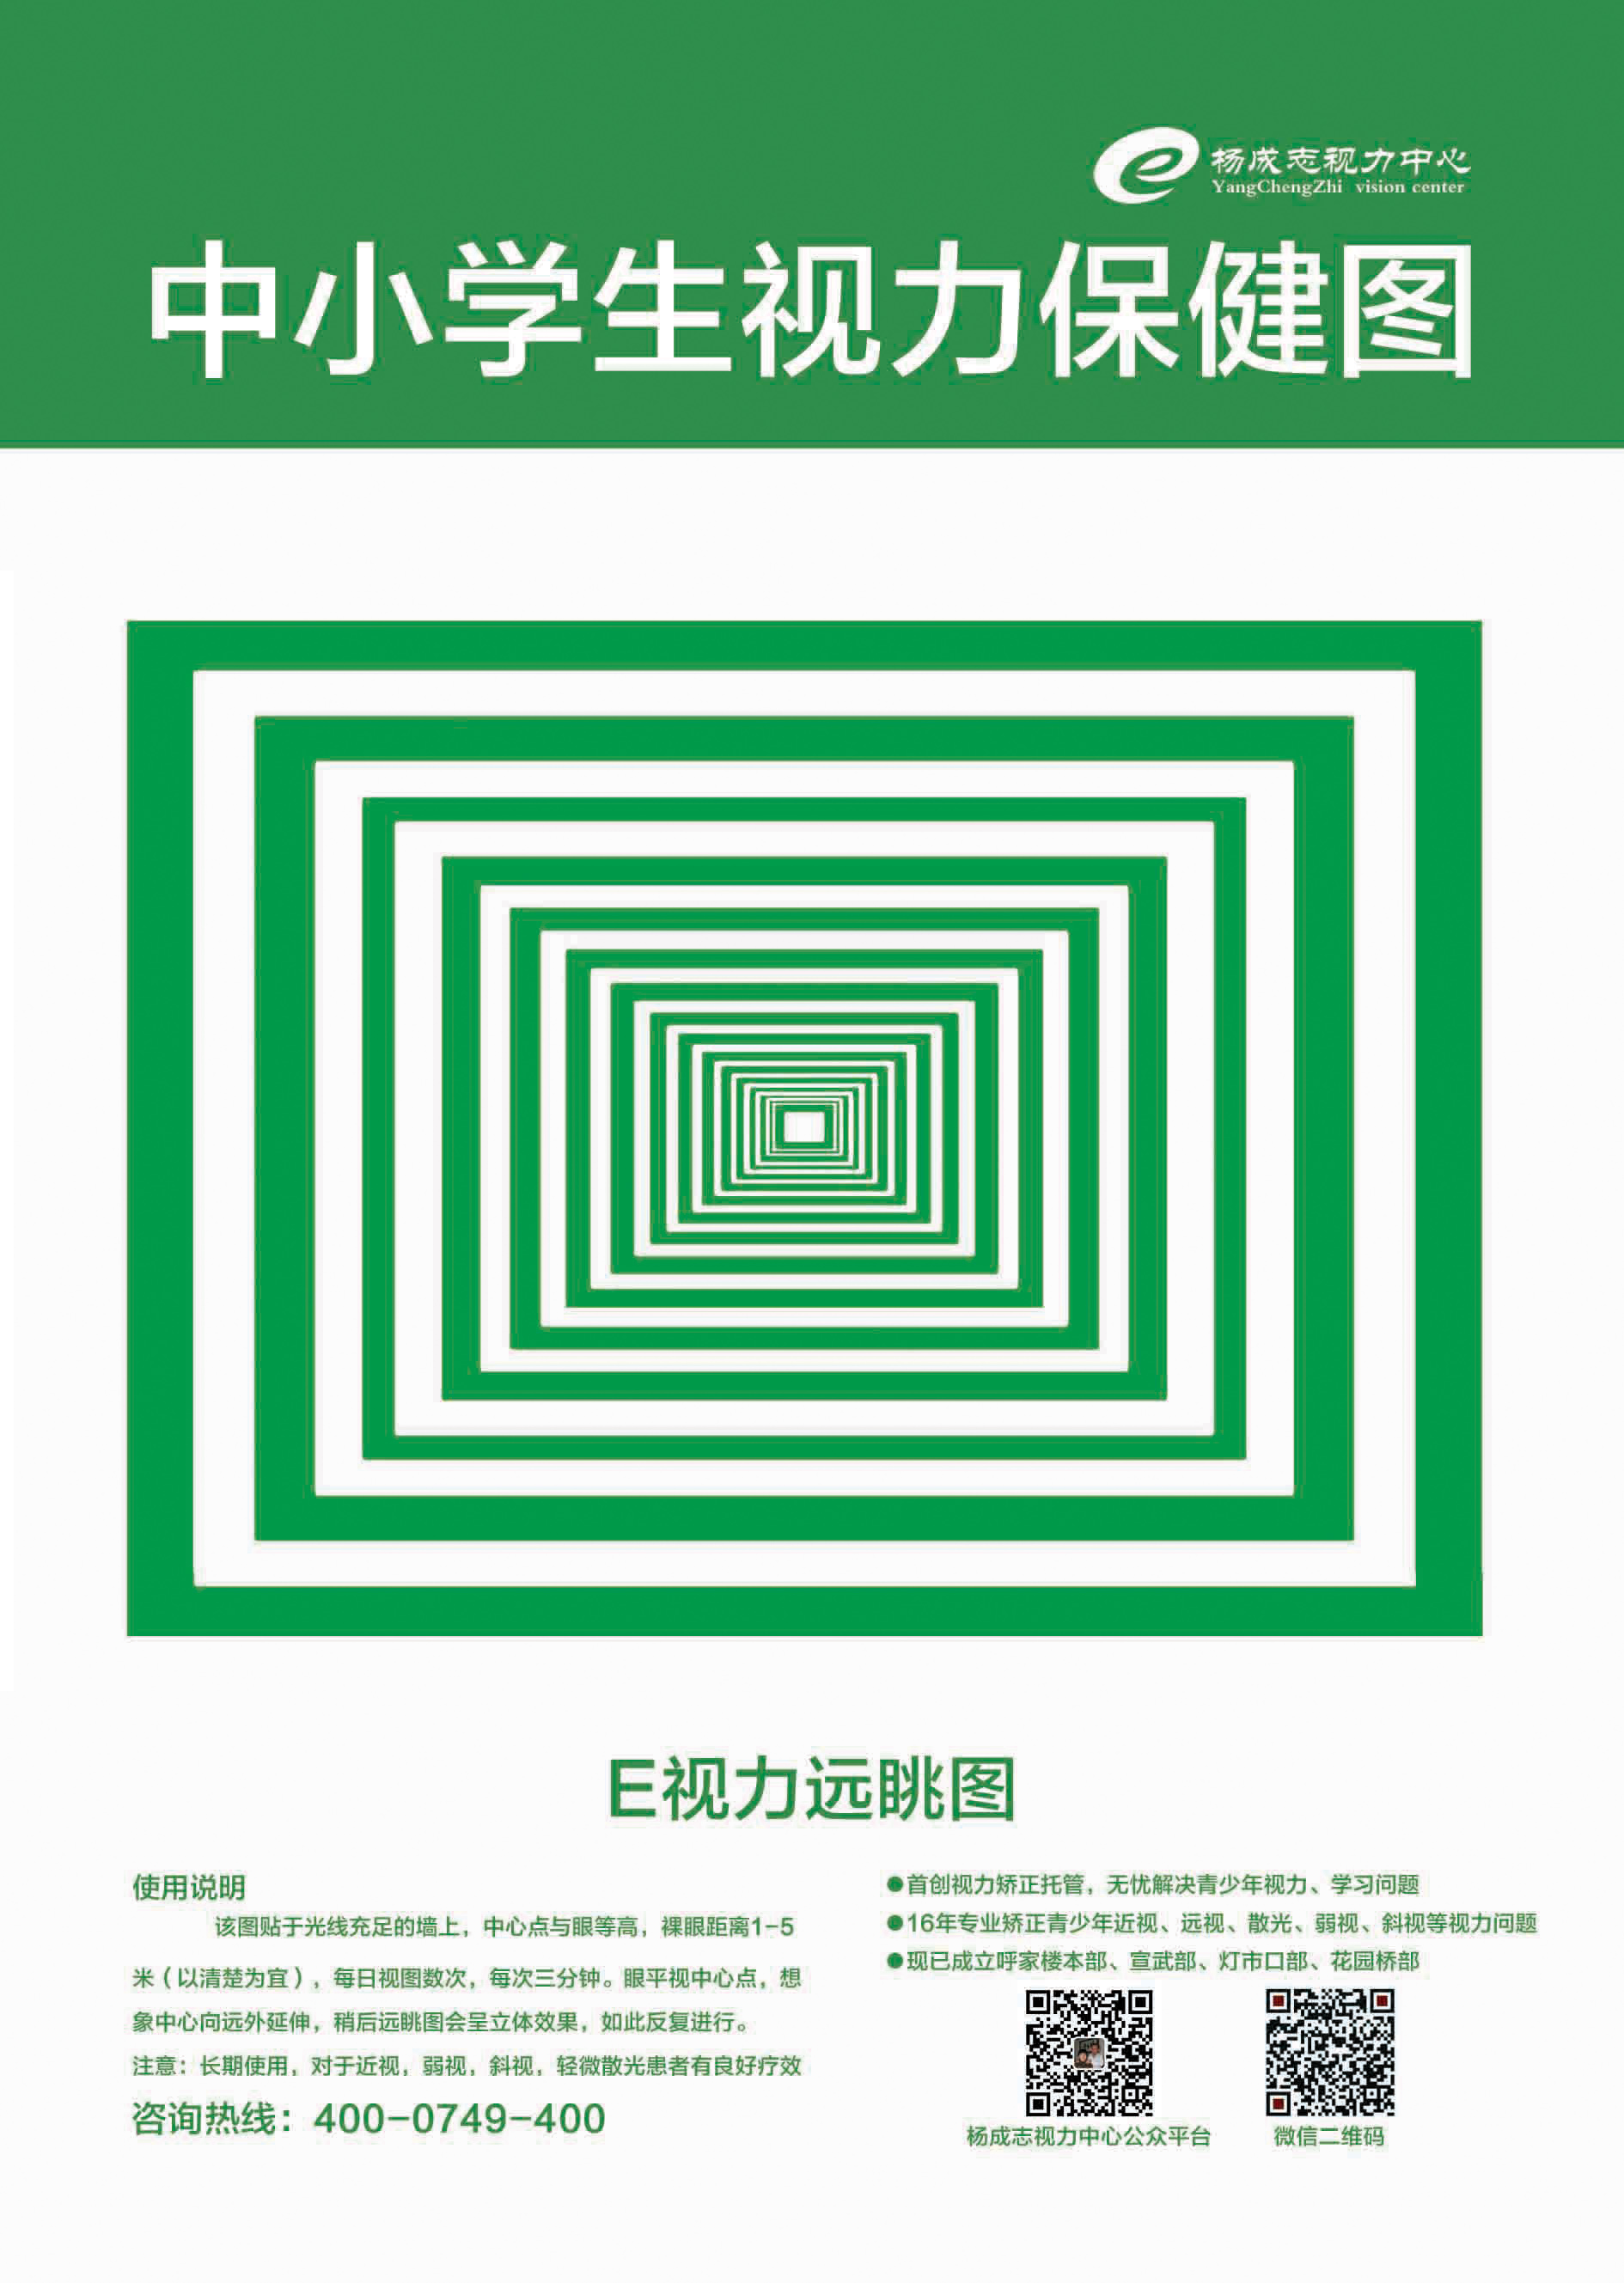 杨成志视力中心
YangChengZhi vision center
中小学生视力保健图
E视力远眺图
使用说明
该图贴于光线充足的墙上，中心点与眼等高，裸眼距离1-5
米（以清楚为宜），每日视图数次，每次三分钟。眼平视中心点，想
象中心向远外延伸，稍后远眺图会呈立体效果，如此反复进行。
注意：长期使用，对于近视，弱视，斜视，轻微散光患者有良好疗效
咨询热线：400-0749-400
●首创视力矫正托管，无忧解决青少年视力、学习问题
●16年专业矫正青少年近视、远视、散光、弱视、斜视等视力问题
●现已成立呼家楼本部、宣武部、灯市口部、花园桥部
杨成志视力中心公众平台
微信二维码